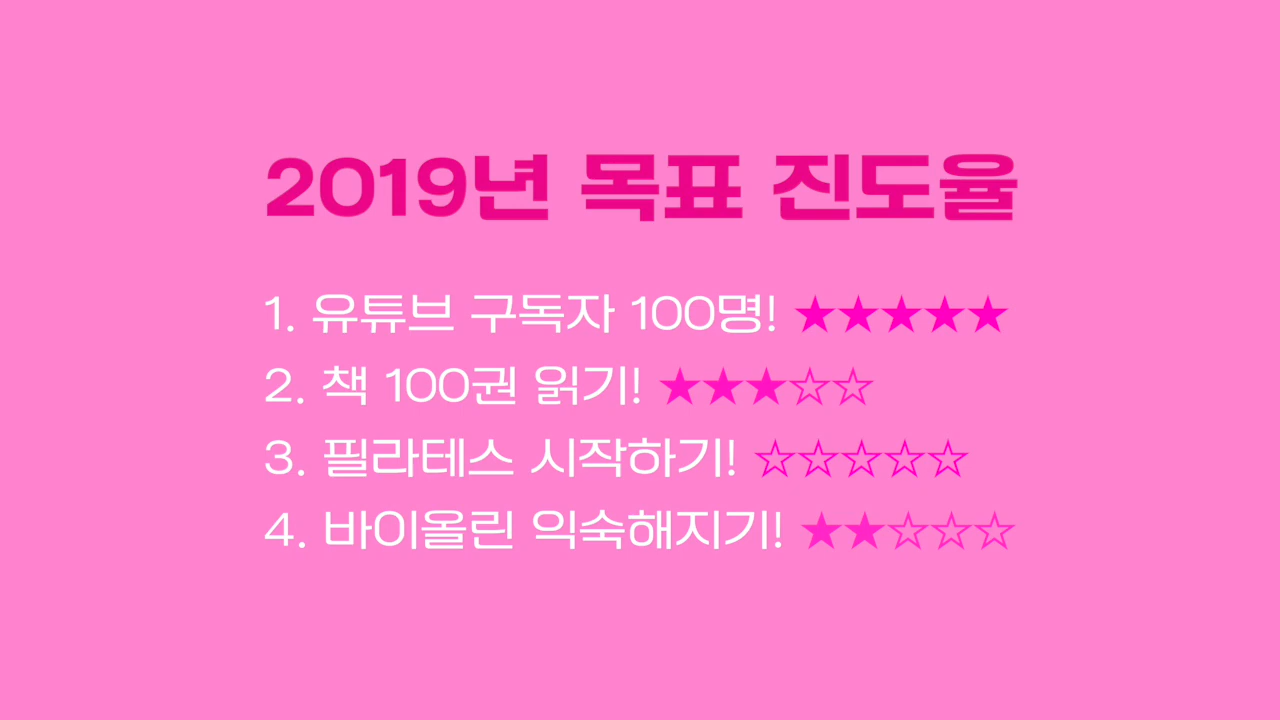 2019년 목표 진도율
1. 유튜브 구독자 100명! ★★★★★
2. 책 100권 읽기! ★★★☆☆
3. 필라테스 시작하기! ☆☆☆☆☆
4. 바이올린 익숙해지기! ★★☆☆☆